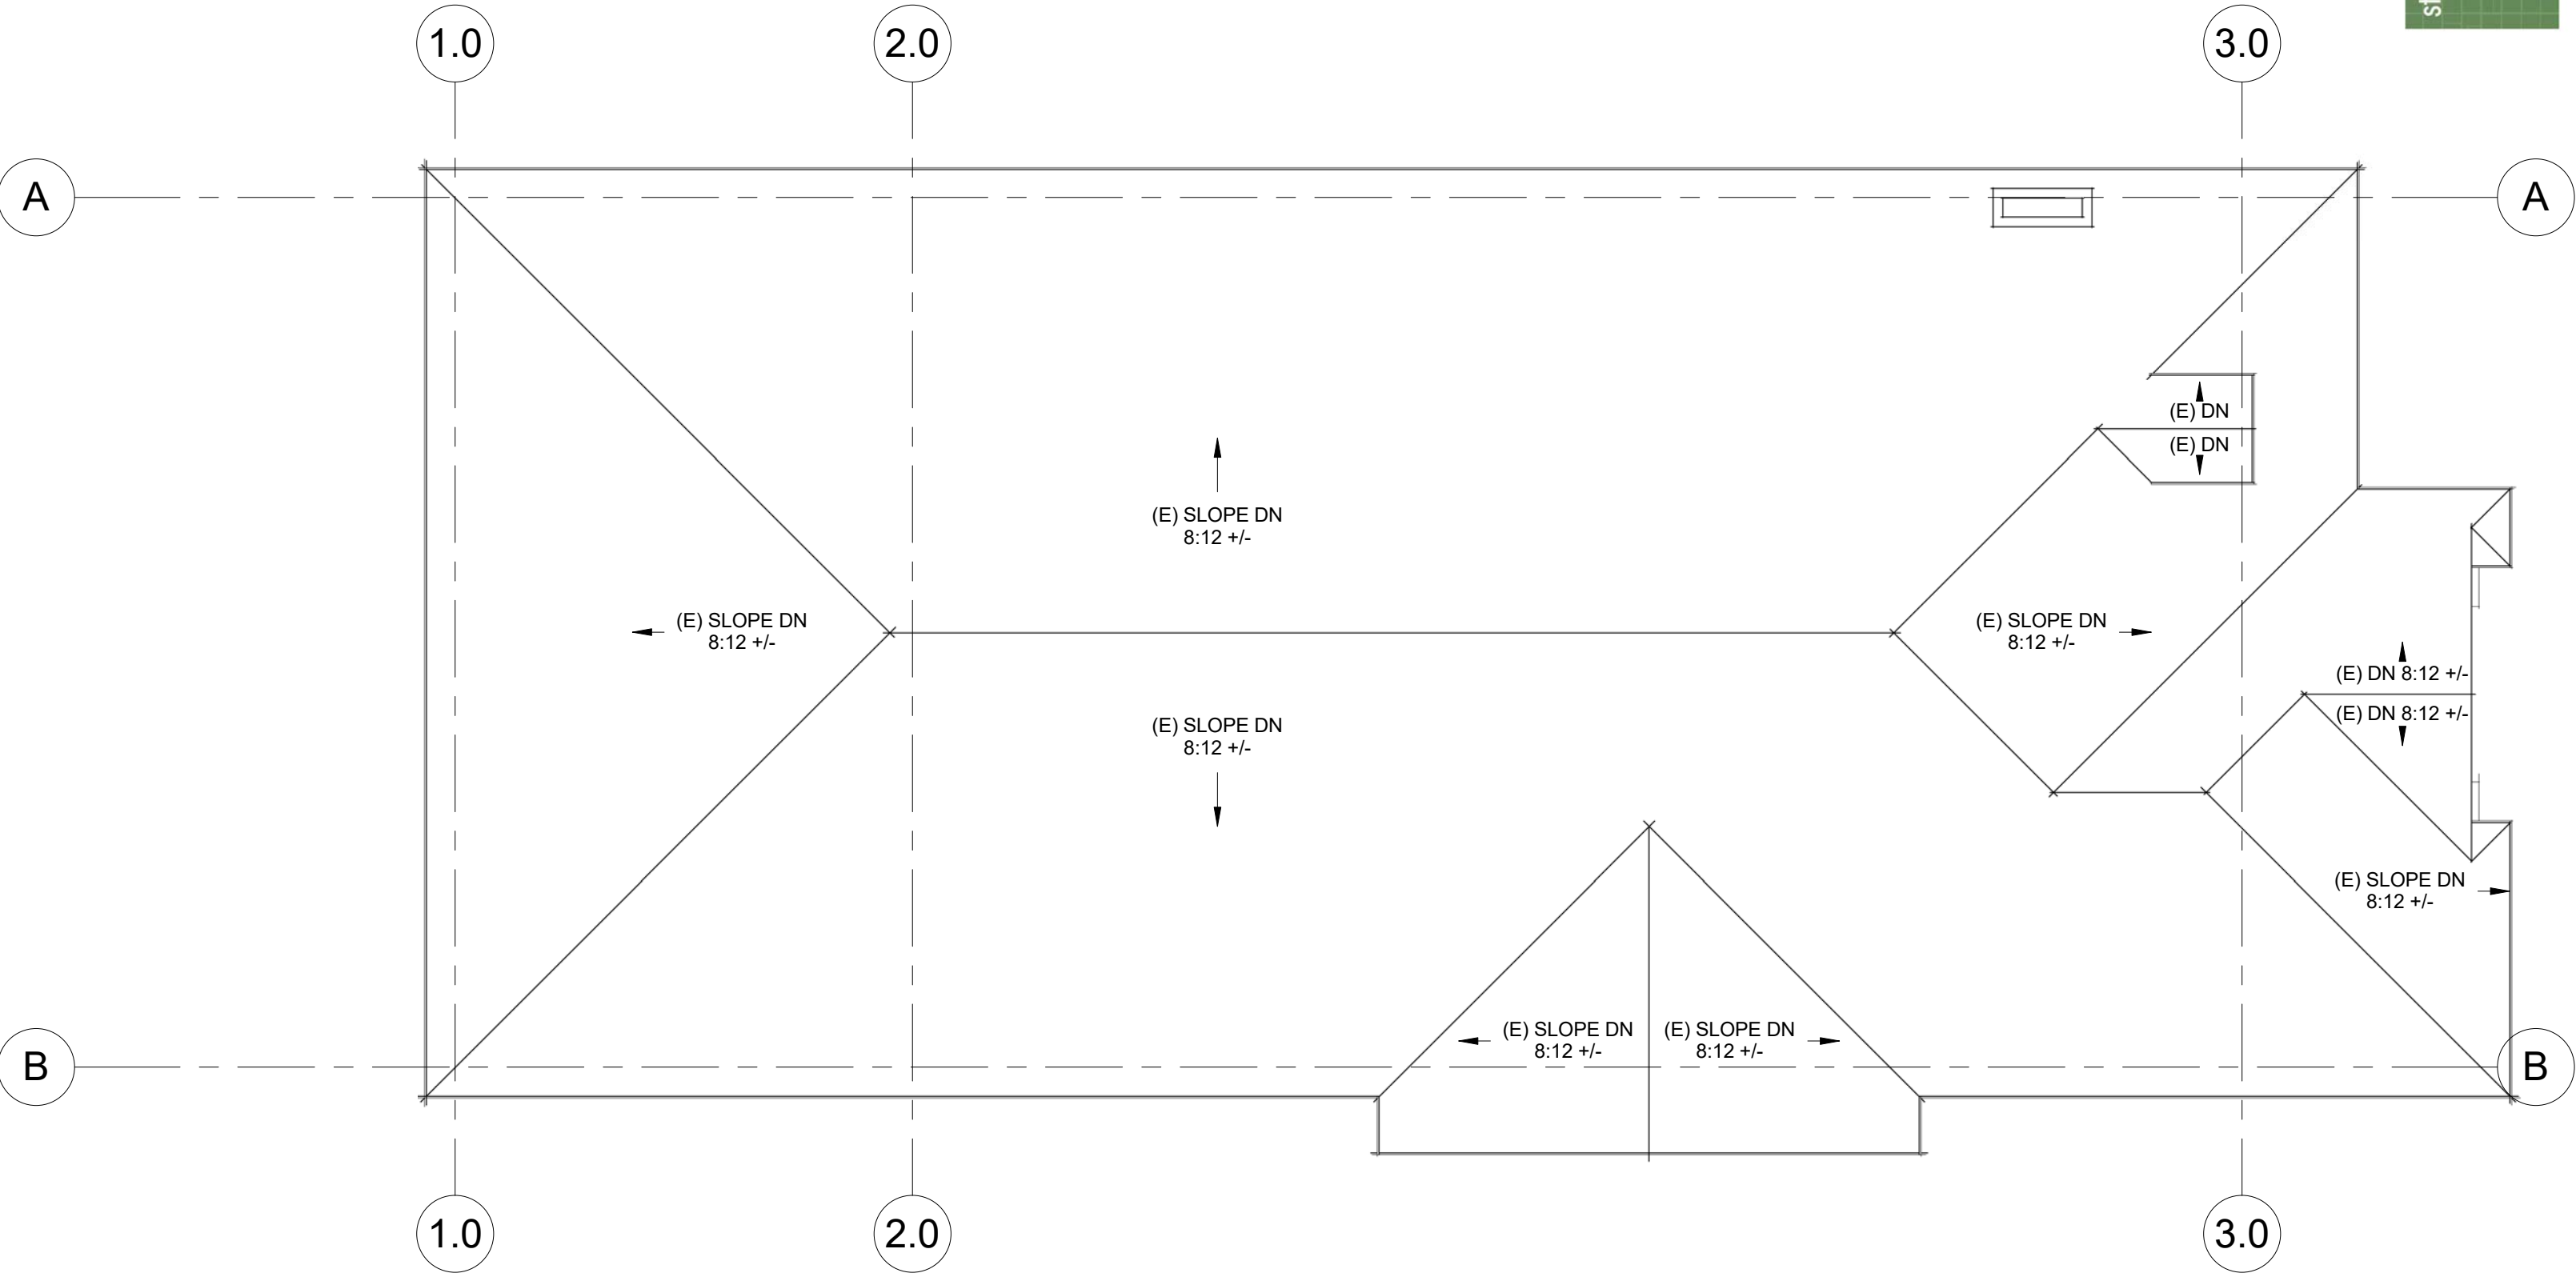 1.0
2.0
3.0
st
A
A
(E) DN
(E) DN
(E) SLOPE DN
8:12 +/-
(E) SLOPE DN
8:12 +/-
(E) SLOPE DN
8:12 +/-
(E) DN 8:12 +/-
(E) DN 8:12 +/-
(E) SLOPE DN
8:12 +/-
(E) SLOPE DN
8:12 +/-
(E) SLOPE DN
8:12 +/-
(E) SLOPE DN
8:12 +/-
B
B
1.0
2.0
3.0